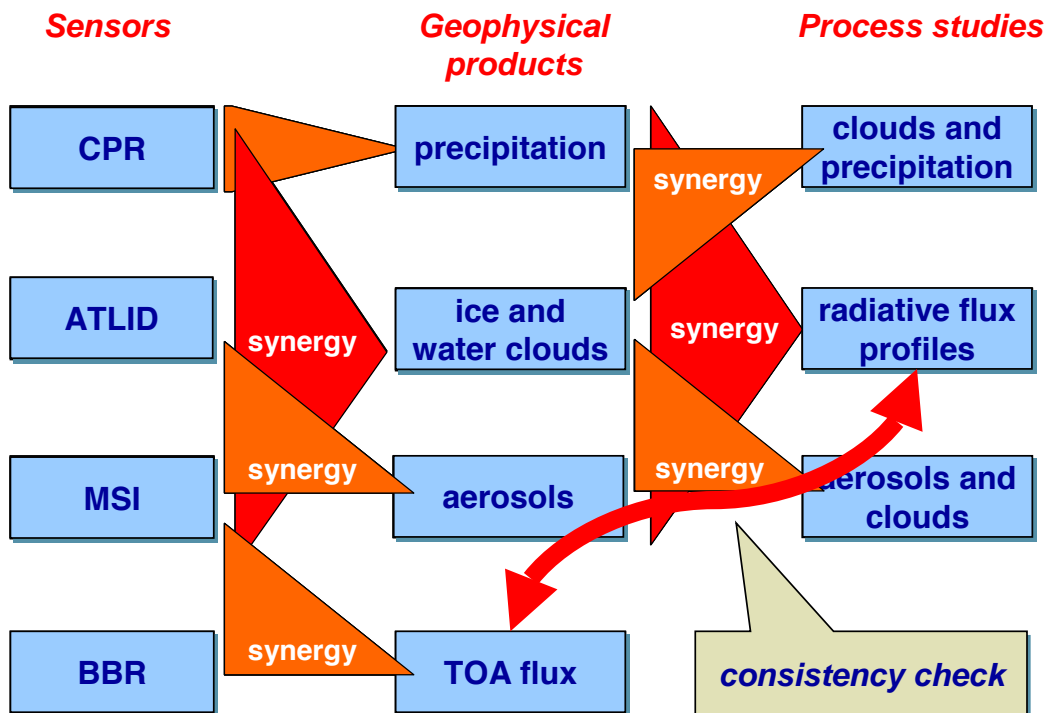 Sensors
Geophysical
products
Process studies
CPR
precipitation
synergy
clouds and
precipitation
ATLID
synergy
ice and
water clouds
synergy
radiative flux
profiles
MSI
synergy
aerosols
synergy
aerosols and
clouds
BBR
synergy
TOA flux
consistency check